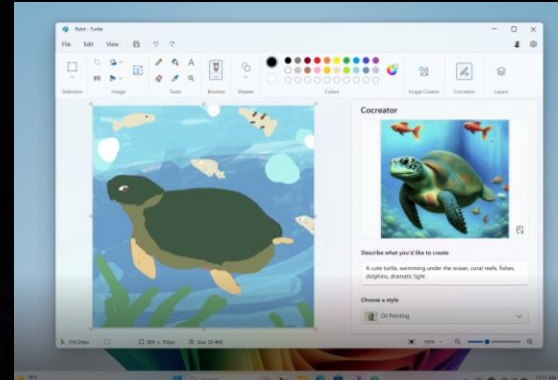 Paint - Turtle
File Edit View
Selection Image Tools Brushes Shapes Colors Image Creator Cocreator Layers
Cocreator
Describe what you'd like to create
A cute turtle, swimming under the ocean, coral reefs, fishes,
dolphins, dramatic light
Choose a style
Oil Painting
100%